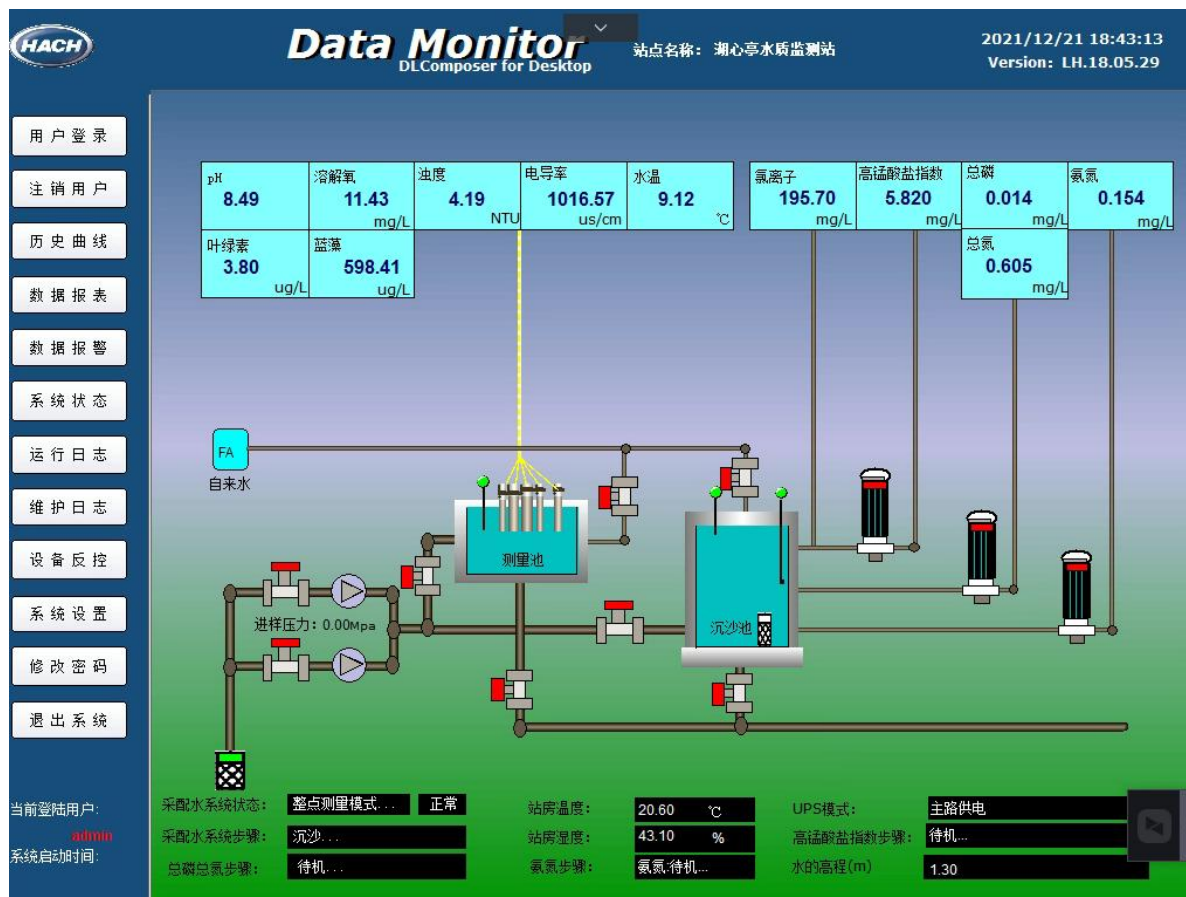 HACH
Data Monitor
DLComposer for Desktop
站点名称：湖心亭水质监测站
2021/12/21 18:43:13
Version: LH.18.05.29
用户登录
注销用户
历史曲线
数据报表
数据报警
系统状态
运行日志
维护日志
设备反控
系统设置
修改密码
退出系统
当前登陆用户:
admin
系统启动时间:
pH
8.49
溶解氧
11.43
mg/L
浊度
4.19
NTU
电导率
1016.57
us/cm
水温
9.12
℃
氯离子
195.70
mg/L
高锰酸盐指数
5.820
mg/L
总磷
0.014
mg/L
氨氮
0.154
mg/L
叶绿素
3.80
ug/L
蓝藻
598.41
ug/L
总氮
0.605
mg/L
FA
自来水
测量池
进样压力: 0.00Mpa
沉沙池
采配水系统状态: 整点测量模式... 正常
站房温度: 20.60 ℃
UPS模式: 主路供电
采配水系统步骤: 沉沙...
站房湿度: 43.10 %
高锰酸盐指数步骤: 待机...
总磷总氮步骤: 待机...
氨氮步骤: 氨氮:待机...
水的高程(m) 1.30